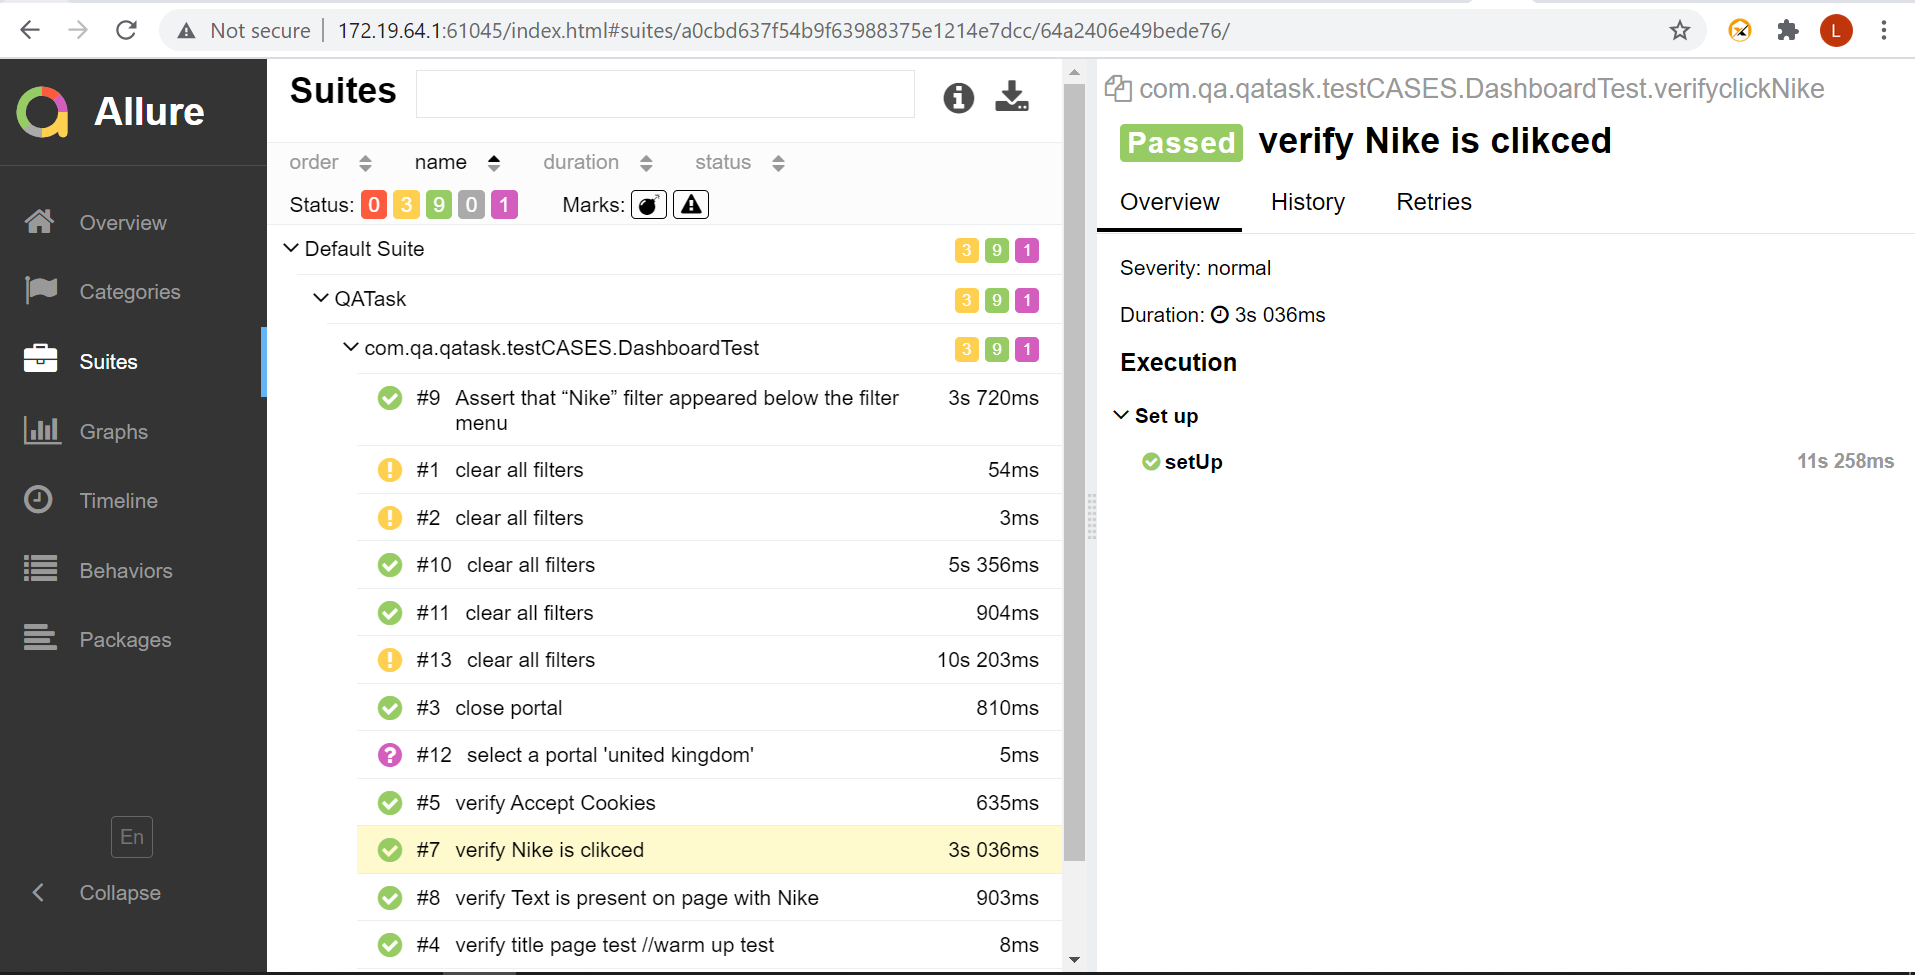 Not secure | 172.19.64.1:61045/index.html#suites/a0cbd637f54b9f63988375e1214e7dcc/64a2406e49bede76/
L
Allure
Overview
Categories
Suites
Graphs
Timeline
Behaviors
Packages
En
Collapse
Suites
order name duration status
Status: 0 3 9 0 1 Marks:
Default Suite 3 9 1
QATask 3 9 1
com.qa.qatask.testCASES.DashboardTest 3 9 1
#9 Assert that “Nike” filter appeared below the filter 3s 720ms
menu
#1 clear all filters 54ms
#2 clear all filters 3ms
#10 clear all filters 5s 356ms
#11 clear all filters 904ms
#13 clear all filters 10s 203ms
#3 close portal 810ms
#12 select a portal 'united kingdom' 5ms
#5 verify Accept Cookies 635ms
#7 verify Nike is clikced 3s 036ms
#8 verify Text is present on page with Nike 903ms
#4 verify title page test //warm up test 8ms
com.qa.qatask.testCASES.DashboardTest.verifyclickNike
Passed verify Nike is clikced
Overview History Retries
Severity: normal
Duration: 3s 036ms
Execution
Set up
setUp 11s 258ms